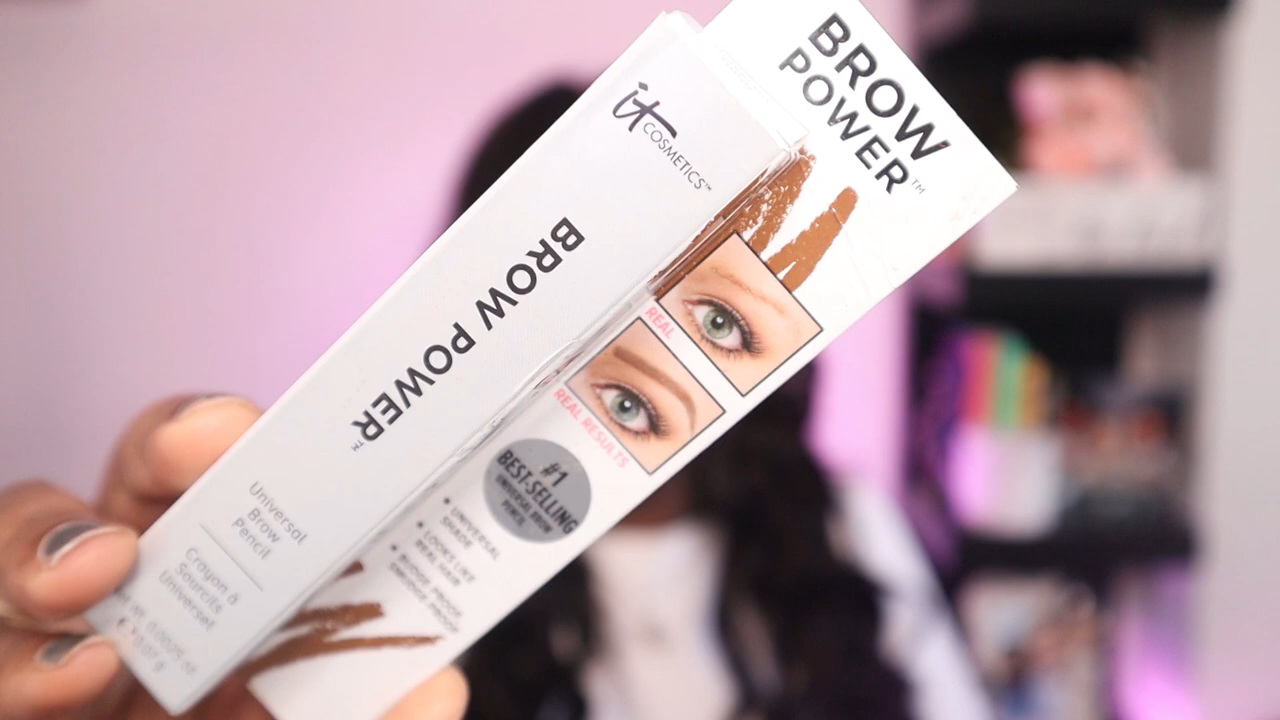 it
COSMETICS™
BROW POWER™
Universal
Brow
Pencil
Crayon à
Sourcils
Universel
BROW
POWER™
REAL
REAL RESULTS
#1
BEST-SELLING
UNIVERSAL BROW
PENCIL
• UNIVERSAL
SHADE
• LOOKS LIKE
REAL HAIR
• BUDGE PROOF
SMUDGE PROOF